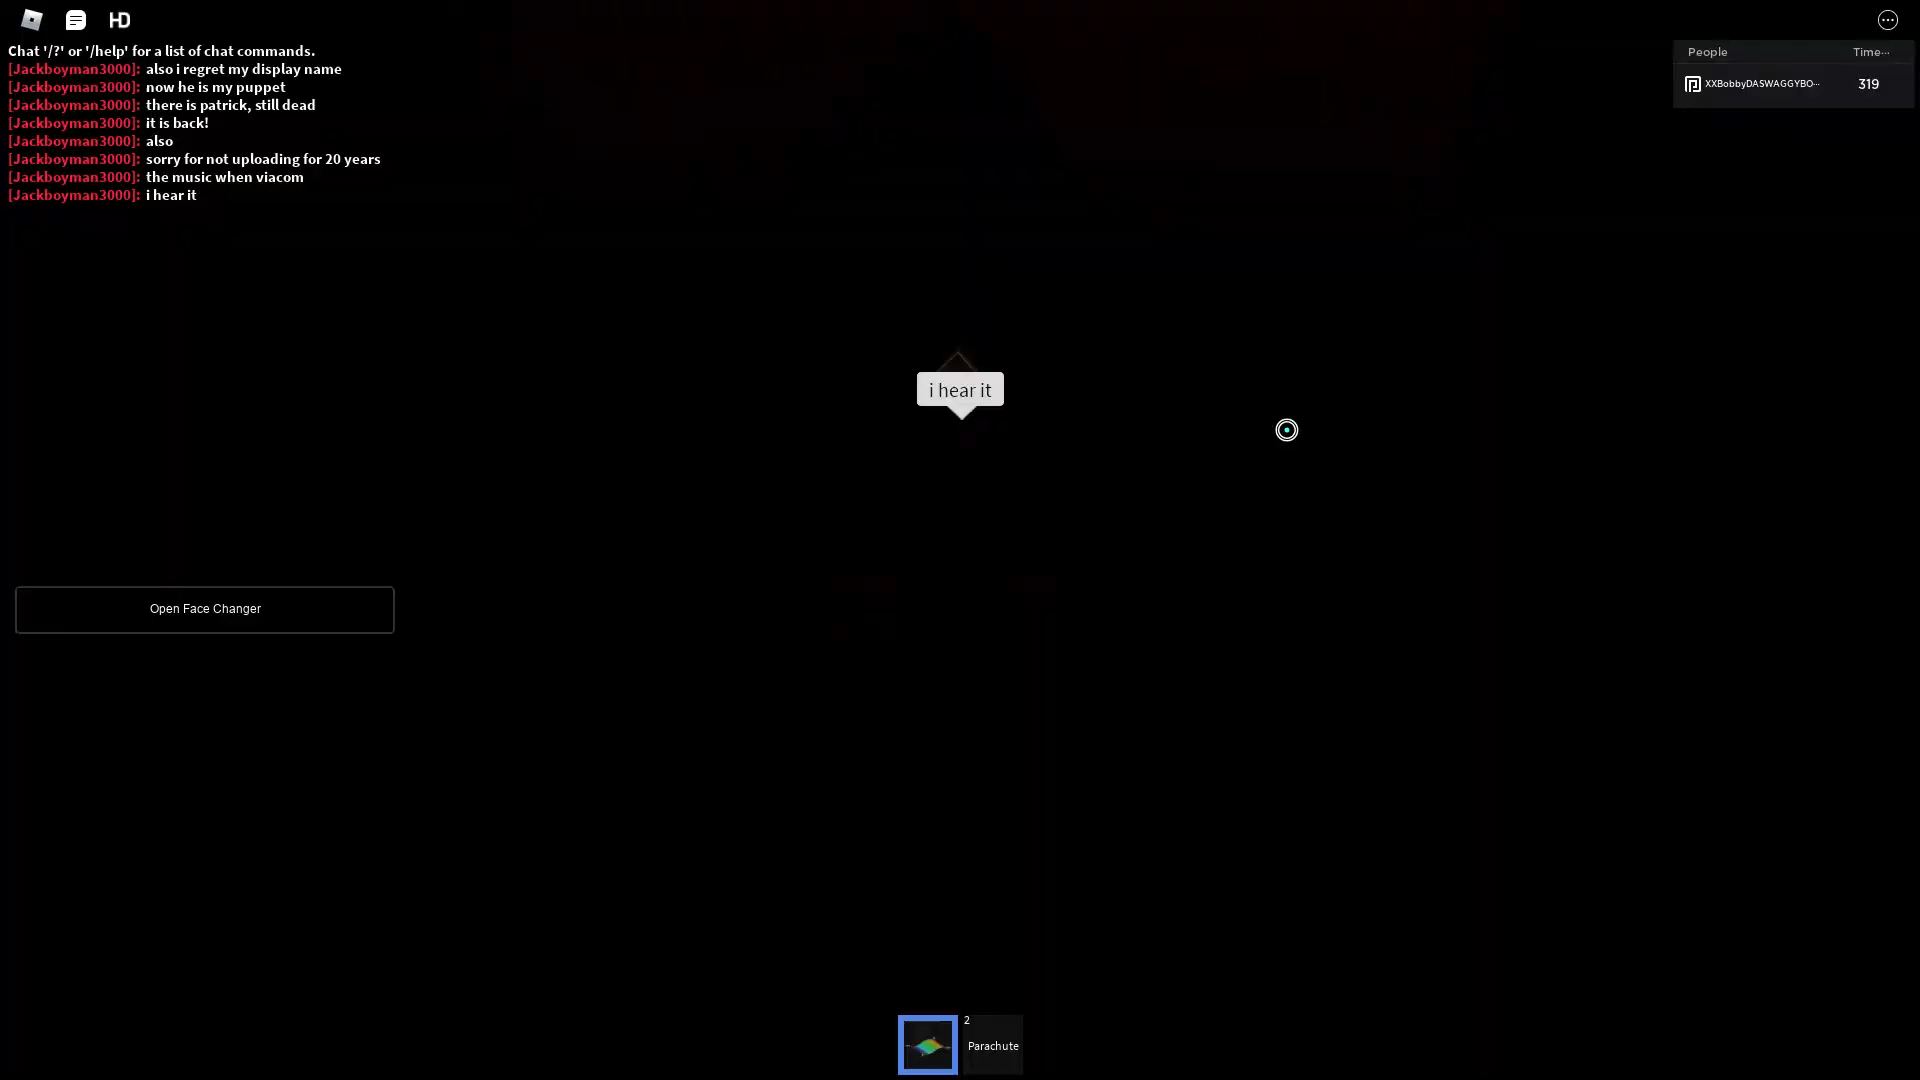 HD
Chat '/?' or '/help' for a list of chat commands.
[Jackboyman3000]: also i regret my display name
[Jackboyman3000]: now he is my puppet
[Jackboyman3000]: there is patrick, still dead
[Jackboyman3000]: it is back!
[Jackboyman3000]: also
[Jackboyman3000]: sorry for not uploading for 20 years
[Jackboyman3000]: the music when viacom
[Jackboyman3000]: i hear it
People Time...
XXBobbyDASWAGGYBO... 319
i hear it
Open Face Changer
2
Parachute